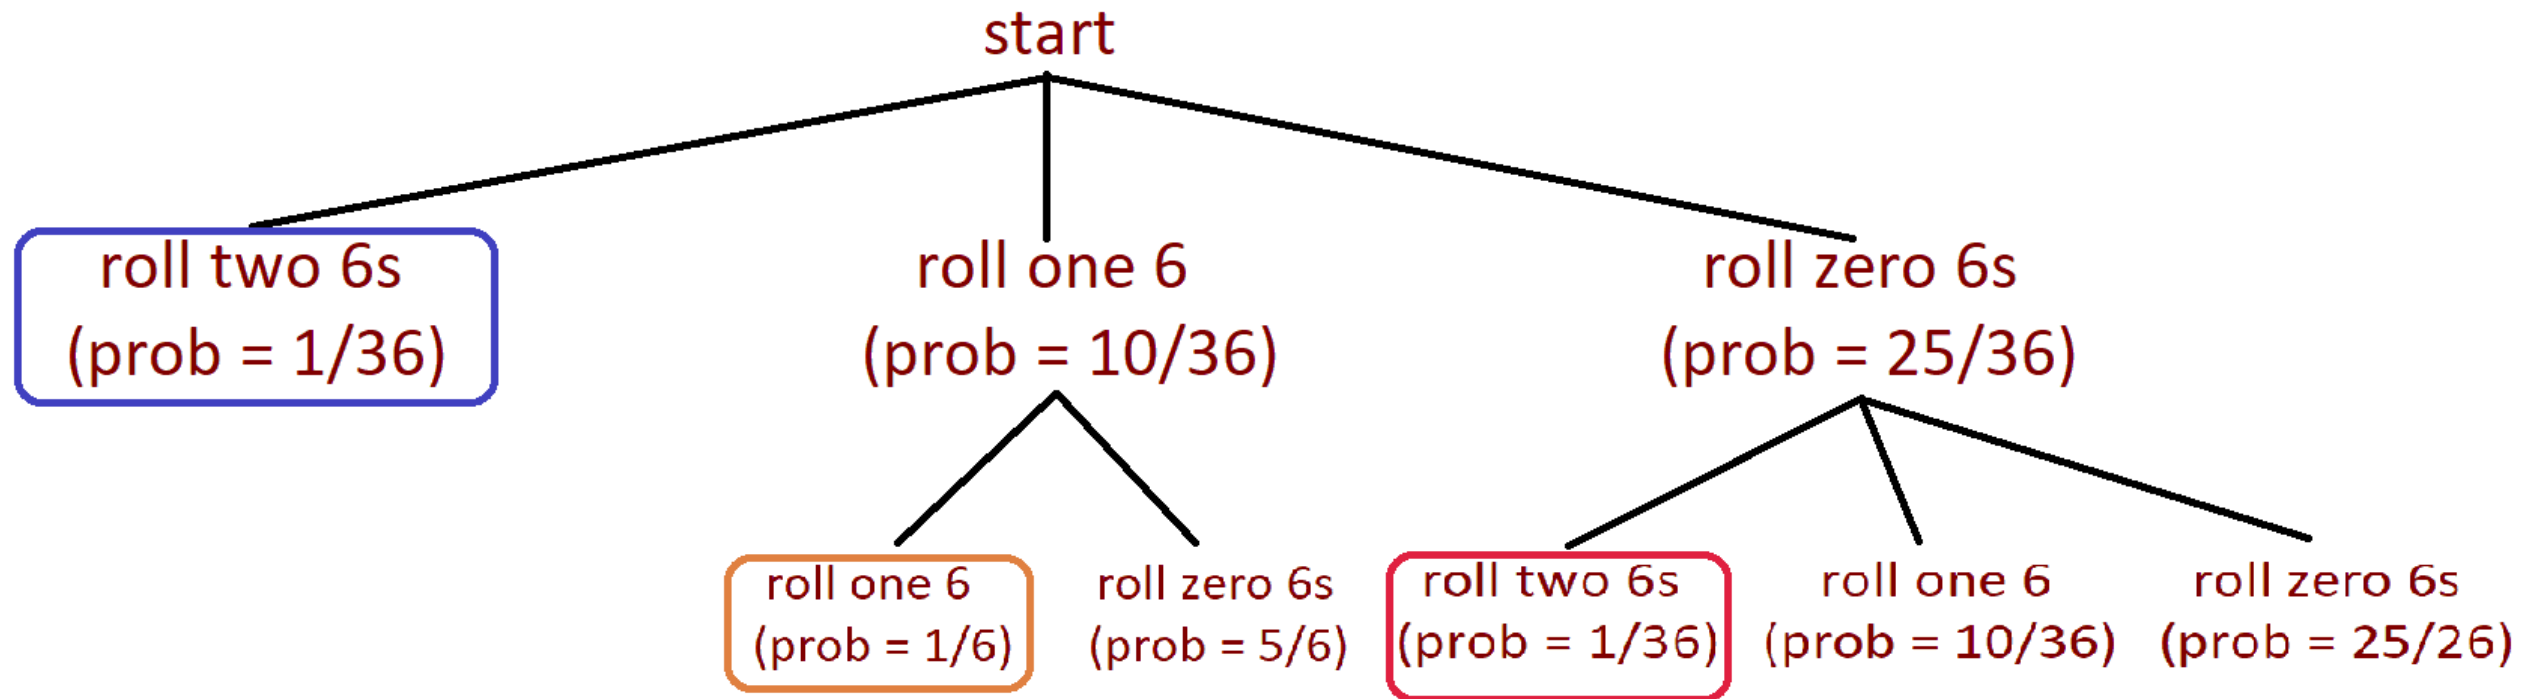 start
roll two 6s
(prob = 1/36)
roll one 6
(prob = 10/36)
roll zero 6s
(prob = 25/36)
roll one 6
(prob = 1/6)
roll zero 6s
(prob = 5/6)
roll two 6s
(prob = 1/36)
roll one 6
(prob = 10/36)
roll zero 6s
(prob = 25/26)